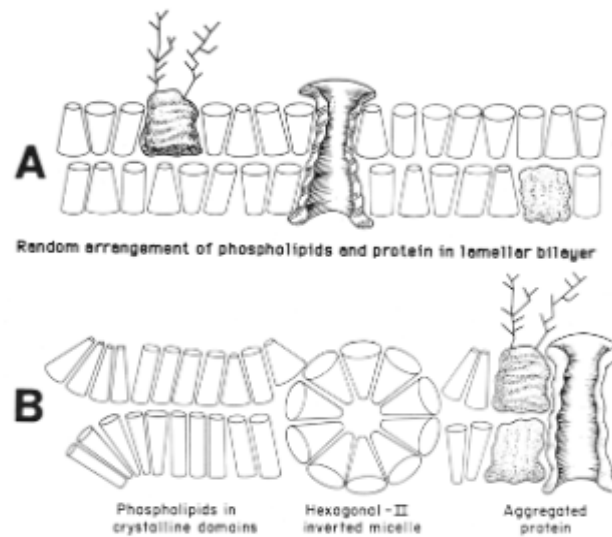 A
Random arrangement of phospholipids and protein in lamellar bilayer
B
Phospholipids in
crystalline domains
Hexagonal-II
inverted micelle
Aggregated
protein